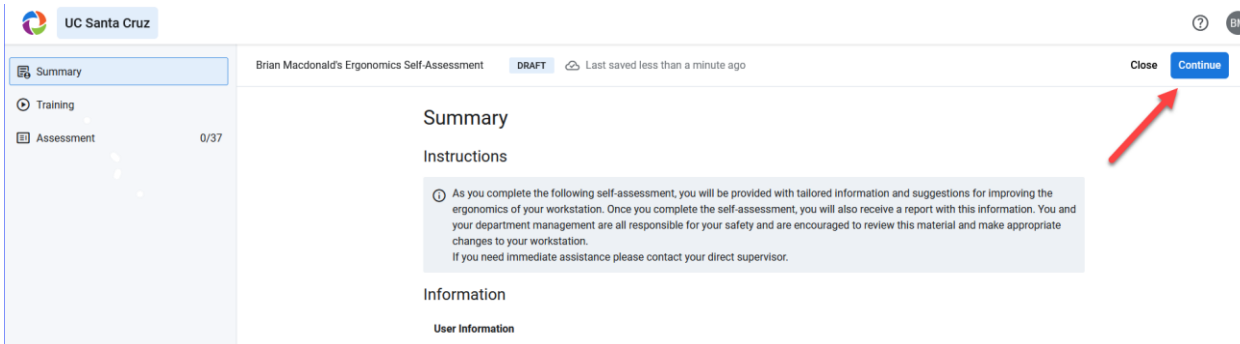 UC Santa Cruz
Summary
Training
Assessment 0/37
Brian Macdonald's Ergonomics Self-Assessment DRAFT Last saved less than a minute ago Close Continue
Summary
Instructions
As you complete the following self-assessment, you will be provided with tailored information and suggestions for improving the
ergonomics of your workstation. Once you complete the self-assessment, you will also receive a report with this information. You and
your department management are all responsible for your safety and are encouraged to review this material and make appropriate
changes to your workstation.
If you need immediate assistance please contact your direct supervisor.
Information
User Information